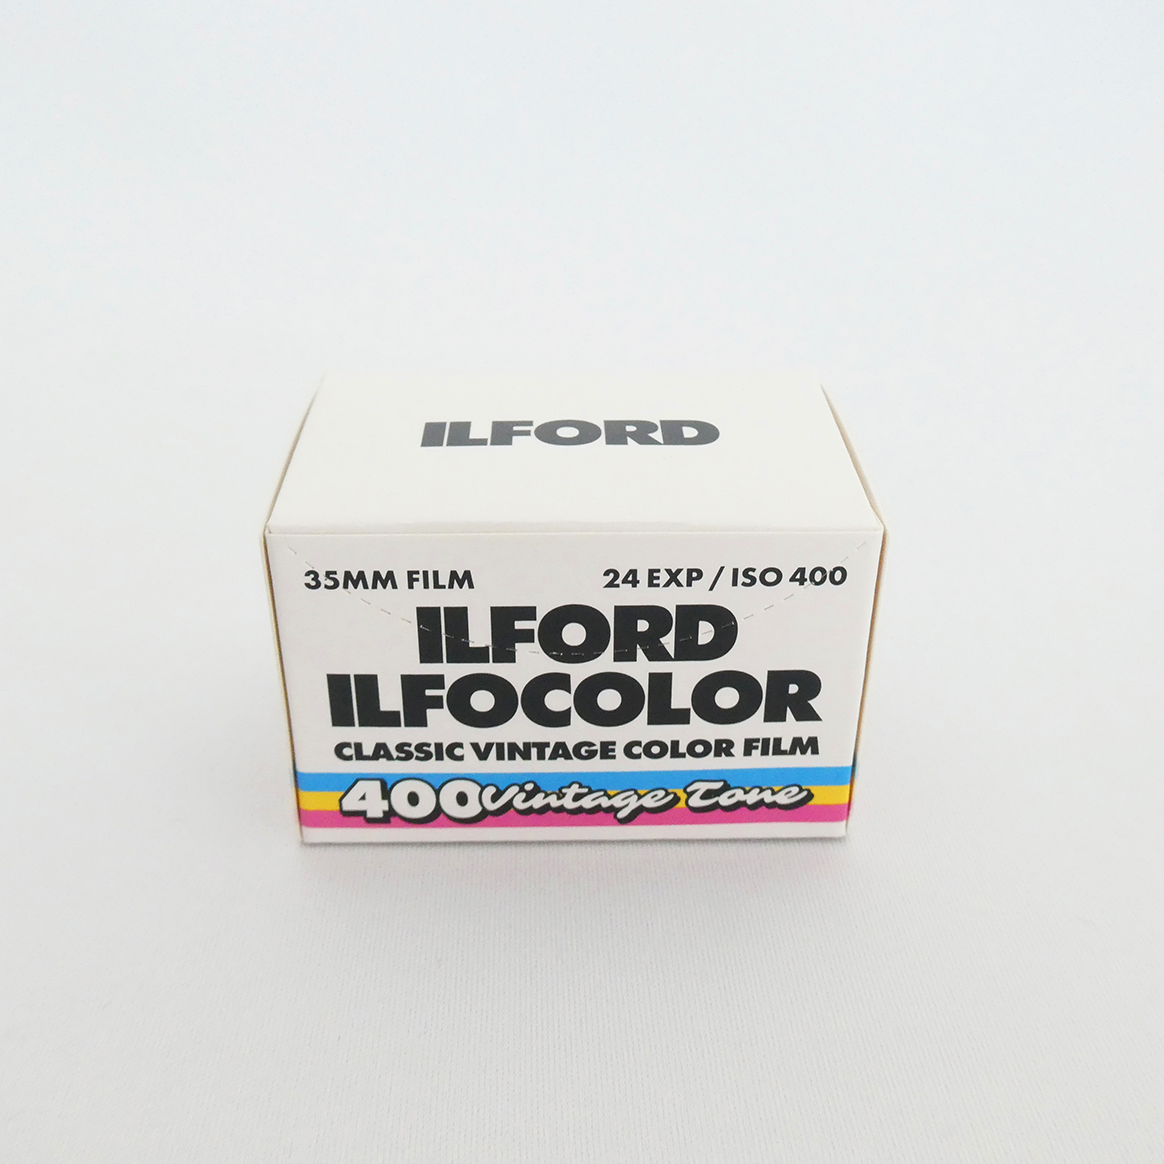 ILFORD
35MM FILM 24 EXP / ISO 400
ILFORD
ILFOCOLOR
CLASSIC VINTAGE COLOR FILM
400 Vintage Tone